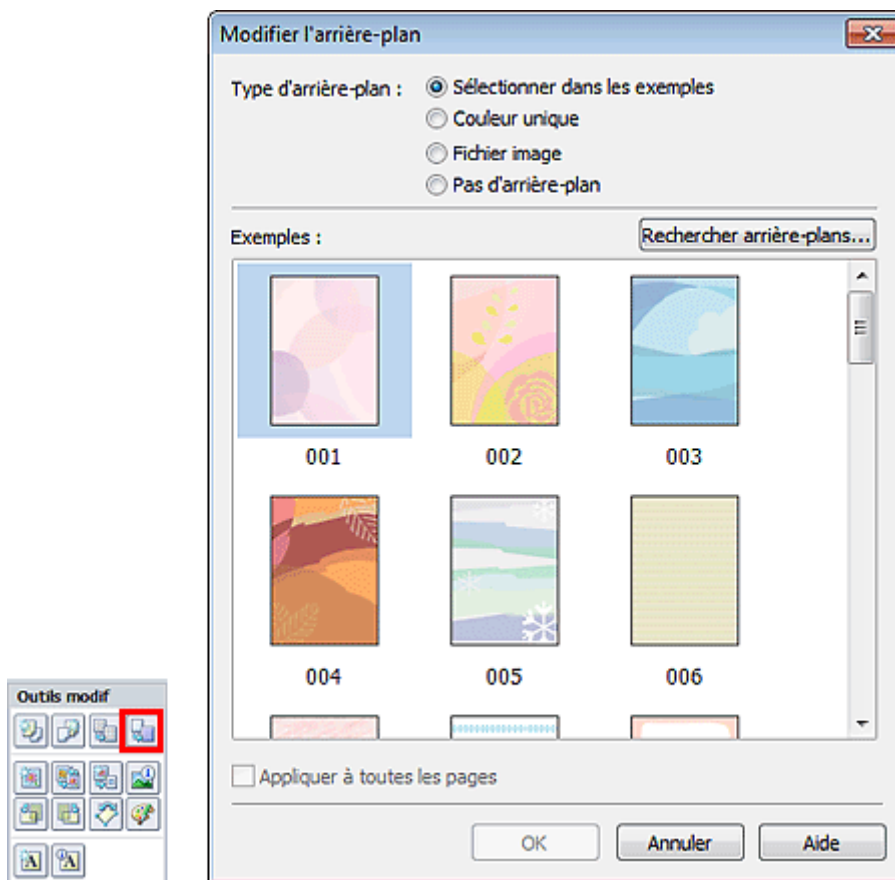 Modifier l'arrière-plan
Type d'arrière-plan :
Sélectionner dans les exemples
Couleur unique
Fichier image
Pas d'arrière-plan
Exemples :
Rechercher arrière-plans...
001 002 003
004 005 006
Appliquer à toutes les pages
OK Annuler Aide
Outils modif
A A